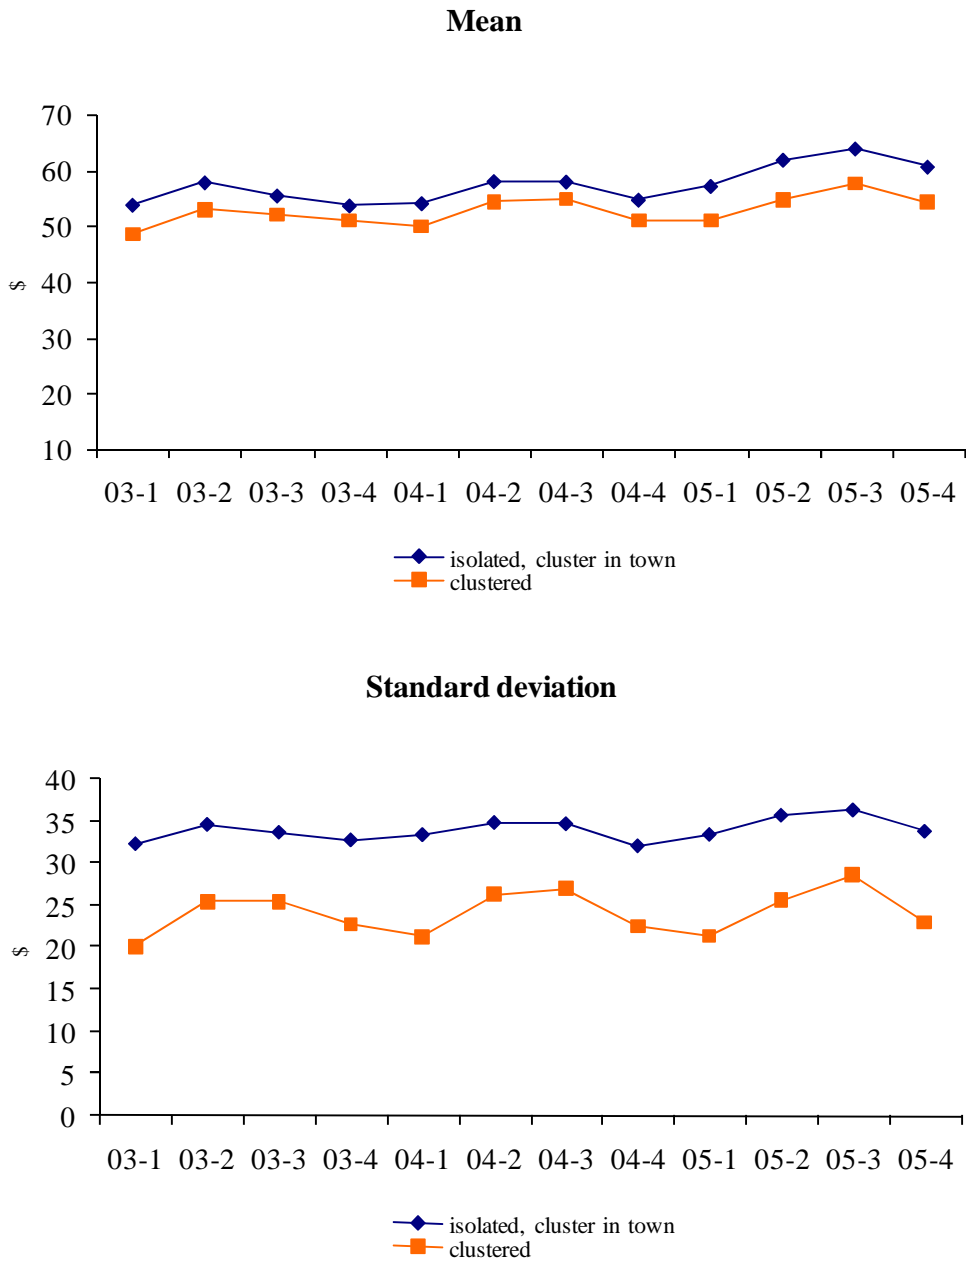 Mean
70
60
50
40
30
20
10
$
03-1 03-2 03-3 03-4 04-1 04-2 04-3 04-4 05-1 05-2 05-3 05-4
isolated, cluster in town
clustered
Standard deviation
40
35
30
25
20
15
10
5
0
$
03-1 03-2 03-3 03-4 04-1 04-2 04-3 04-4 05-1 05-2 05-3 05-4
isolated, cluster in town
clustered